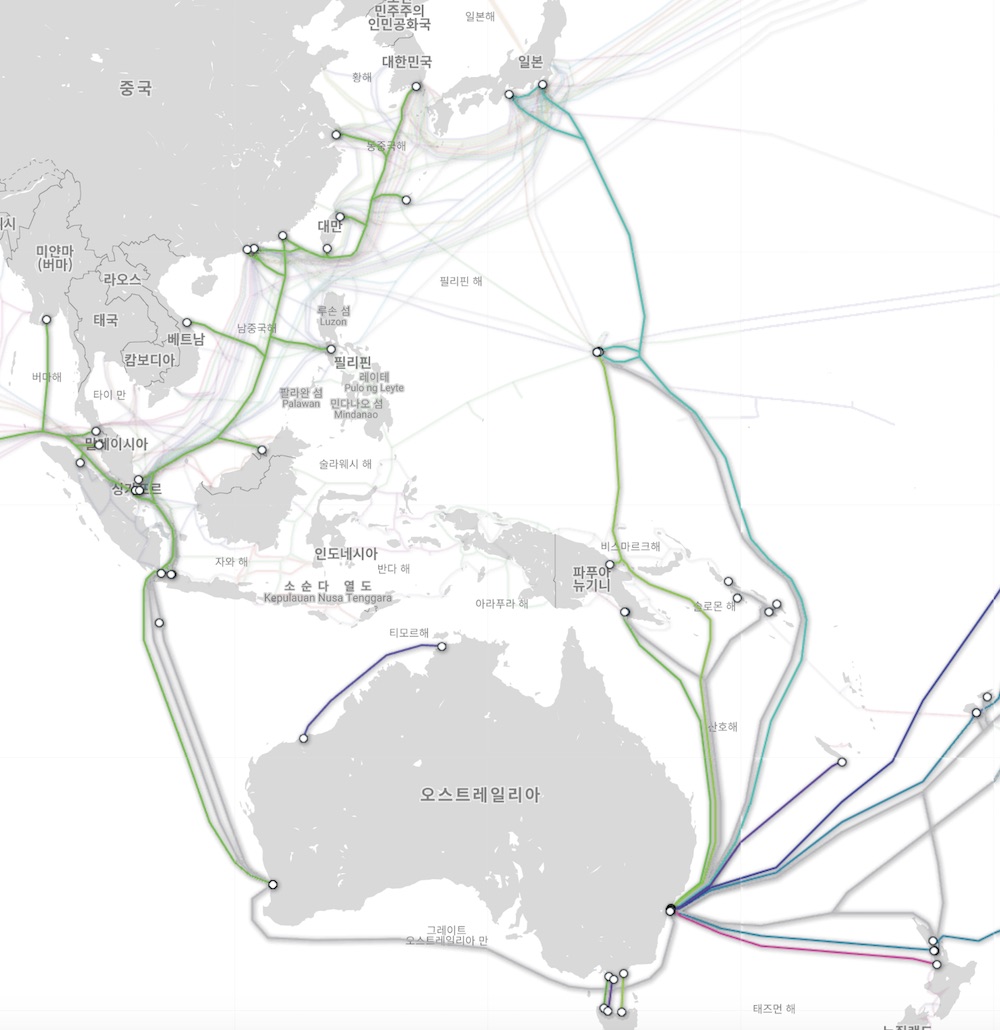 민주주의
인민공화국
일본해
대한민국
일본
황해
중국
동중국해
대만
시
미얀마
(버마)
라오스
필리핀 해
태국
루손 섬
Luzon
남중국해
베트남
캄보디아
필리핀
버마해
타이 만
레이테
Pulo ng Leyte
팔라완 섬
Palawan
민다나오 섬
Mindanao
말레이시아
술라웨시 해
싱가포르
인도네시아
비스마르크해
자와 해
반다 해
파푸아
뉴기니
소순다 열도
Kepulauan Nusa Tenggara
아라푸라 해
솔로몬 해
티모르해
산호해
오스트레일리아
그레이트
오스트레일리아 만
태즈먼 해